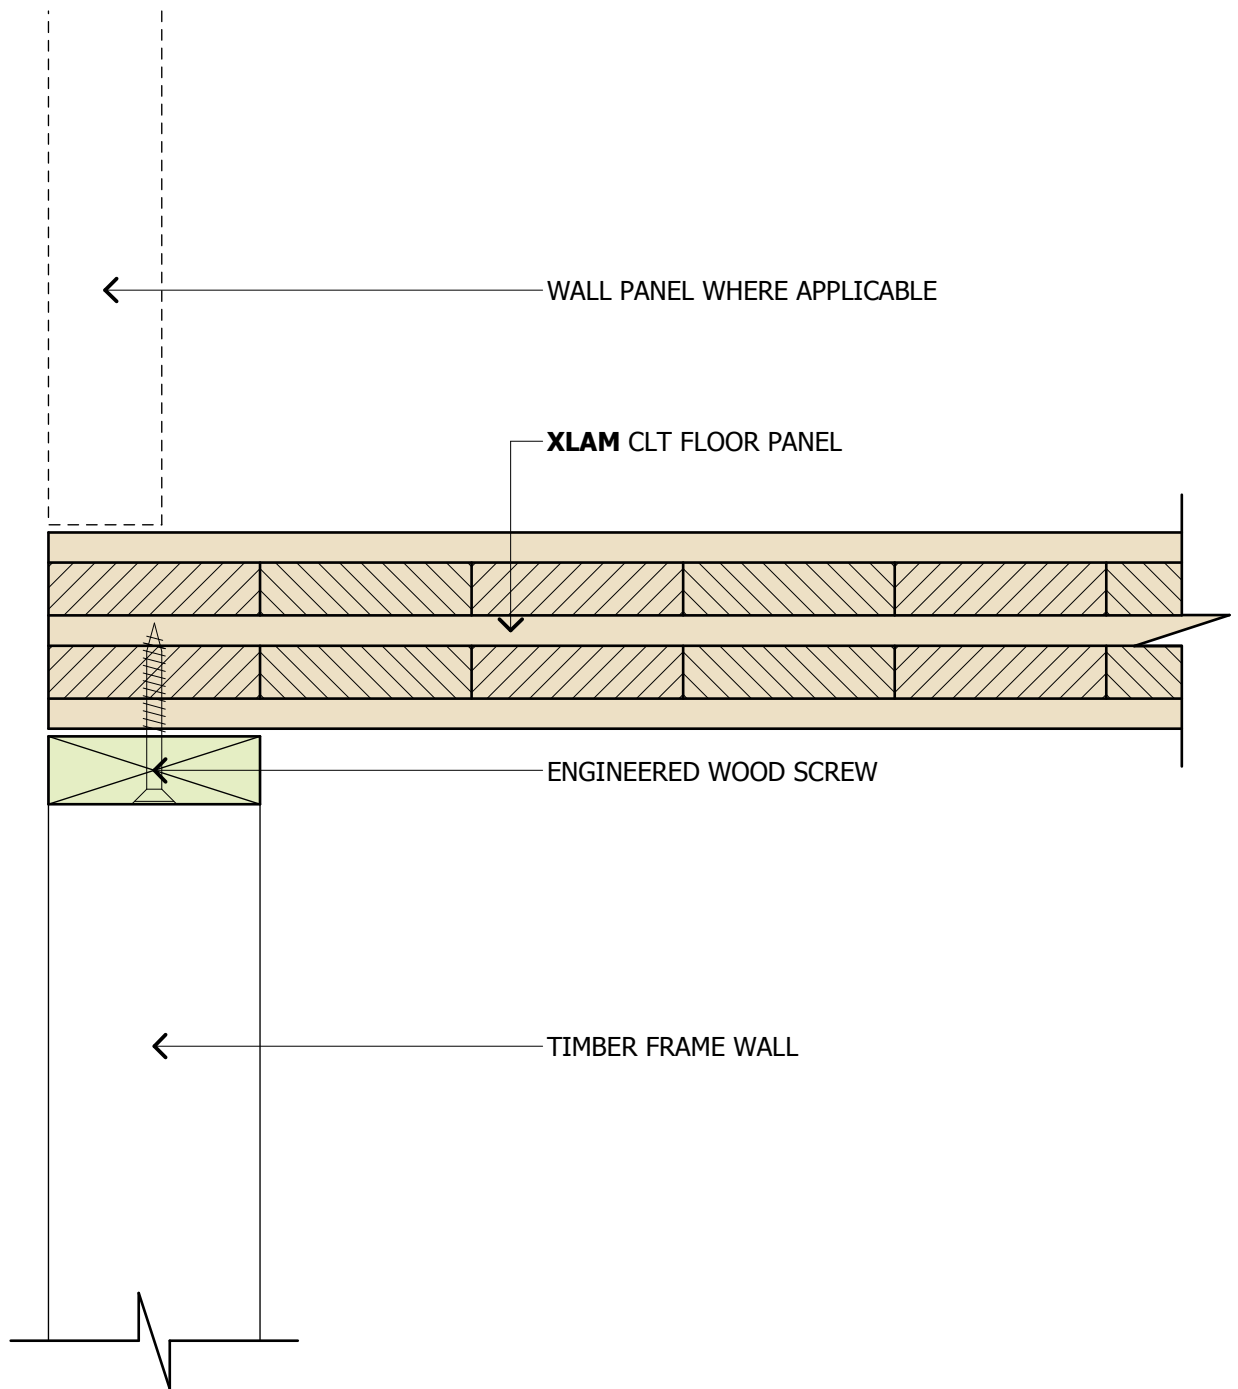 WALL PANEL WHERE APPLICABLE
XLAM CLT FLOOR PANEL
ENGINEERED WOOD SCREW
TIMBER FRAME WALL